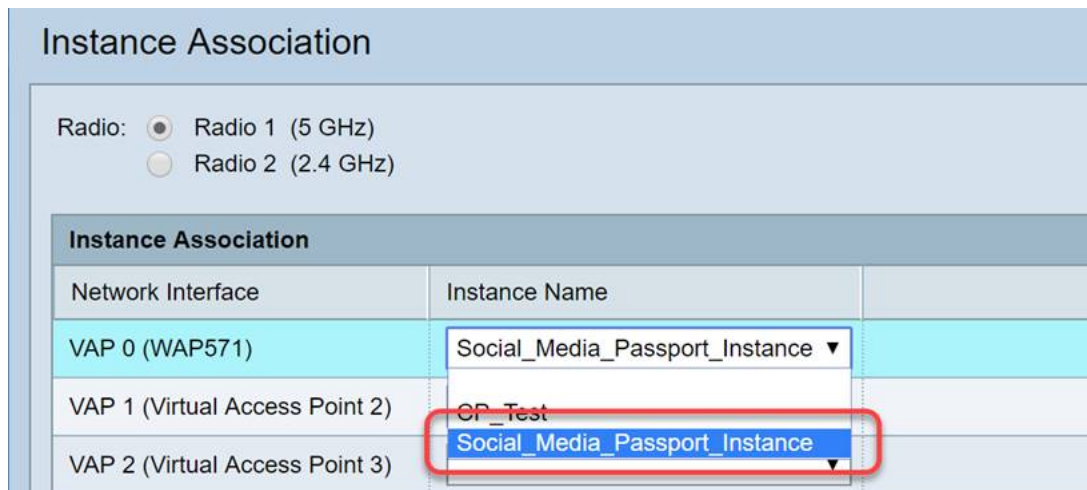 Instance Association
Radio: Radio 1 (5 GHz)
Radio 2 (2.4 GHz)
Instance Association
Network Interface Instance Name
VAP 0 (WAP571) Social_Media_Passport_Instance
VAP 1 (Virtual Access Point 2) CP_Test
Social_Media_Passport_Instance
VAP 2 (Virtual Access Point 3)